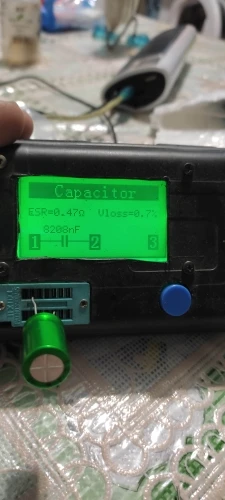 Capacitor
ESR=0.47Ω Vloss=0.7%
8208nF
1 2 3